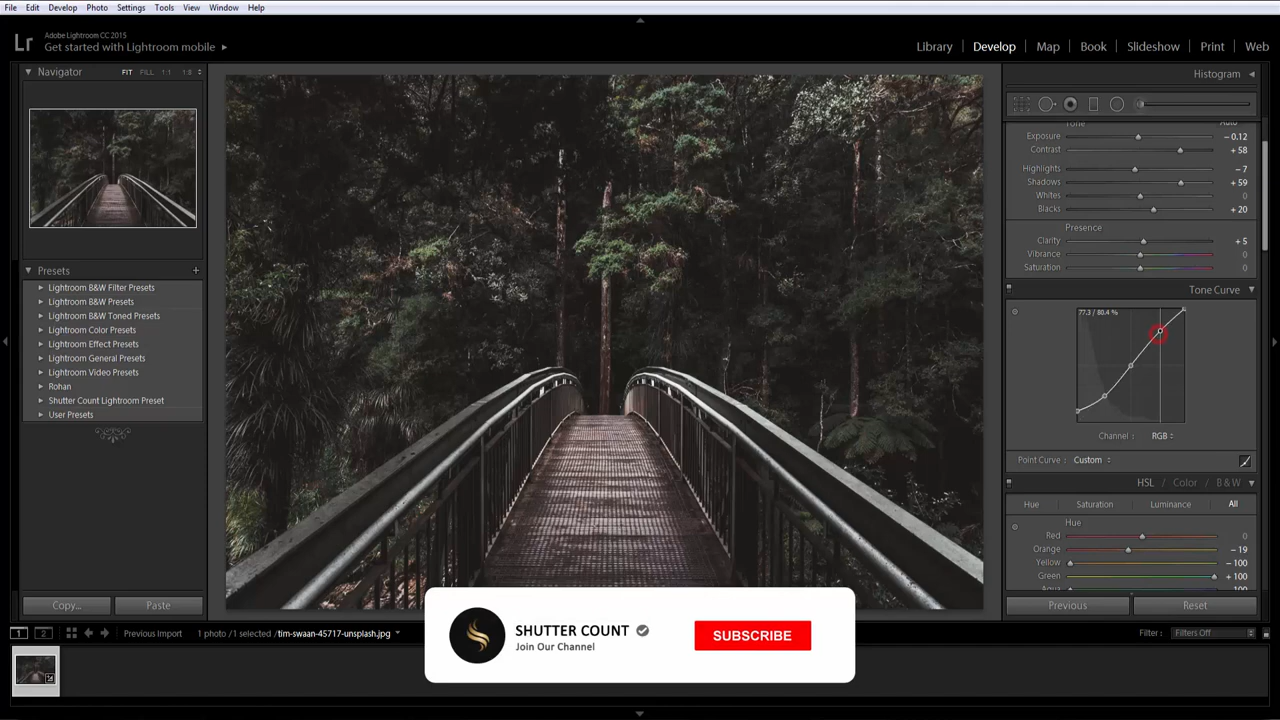 File Edit Develop Photo Settings Tools View Window Help
Lr
Adobe Lightroom CC 2015
Get started with Lightroom mobile
Library Develop Map Book Slideshow Print Web
Navigator FIT FILL 1:1 1:8
Histogram
Tone Auto
Exposure −0.12
Contrast +58
Highlights −7
Shadows +59
Whites 0
Blacks +20
Presence
Clarity +5
Vibrance 0
Saturation 0
Tone Curve
77.3 / 80.4 %
Channel : RGB
Point Curve : Custom
HSL / Color / B & W
Hue Saturation Luminance All
Hue
Red 0
Orange −19
Yellow −100
Green +100
Aqua
Previous Reset
Presets +
Lightroom B&W Filter Presets
Lightroom B&W Presets
Lightroom B&W Toned Presets
Lightroom Color Presets
Lightroom Effect Presets
Lightroom General Presets
Lightroom Video Presets
Rohan
Shutter Count Lightroom Preset
User Presets
Copy... Paste
SHUTTER COUNT
Join Our Channel
SUBSCRIBE
1 2 Previous Import 1 photo / 1 selected / tim-swaan-45717-unsplash.jpg
Filter : Filters Off